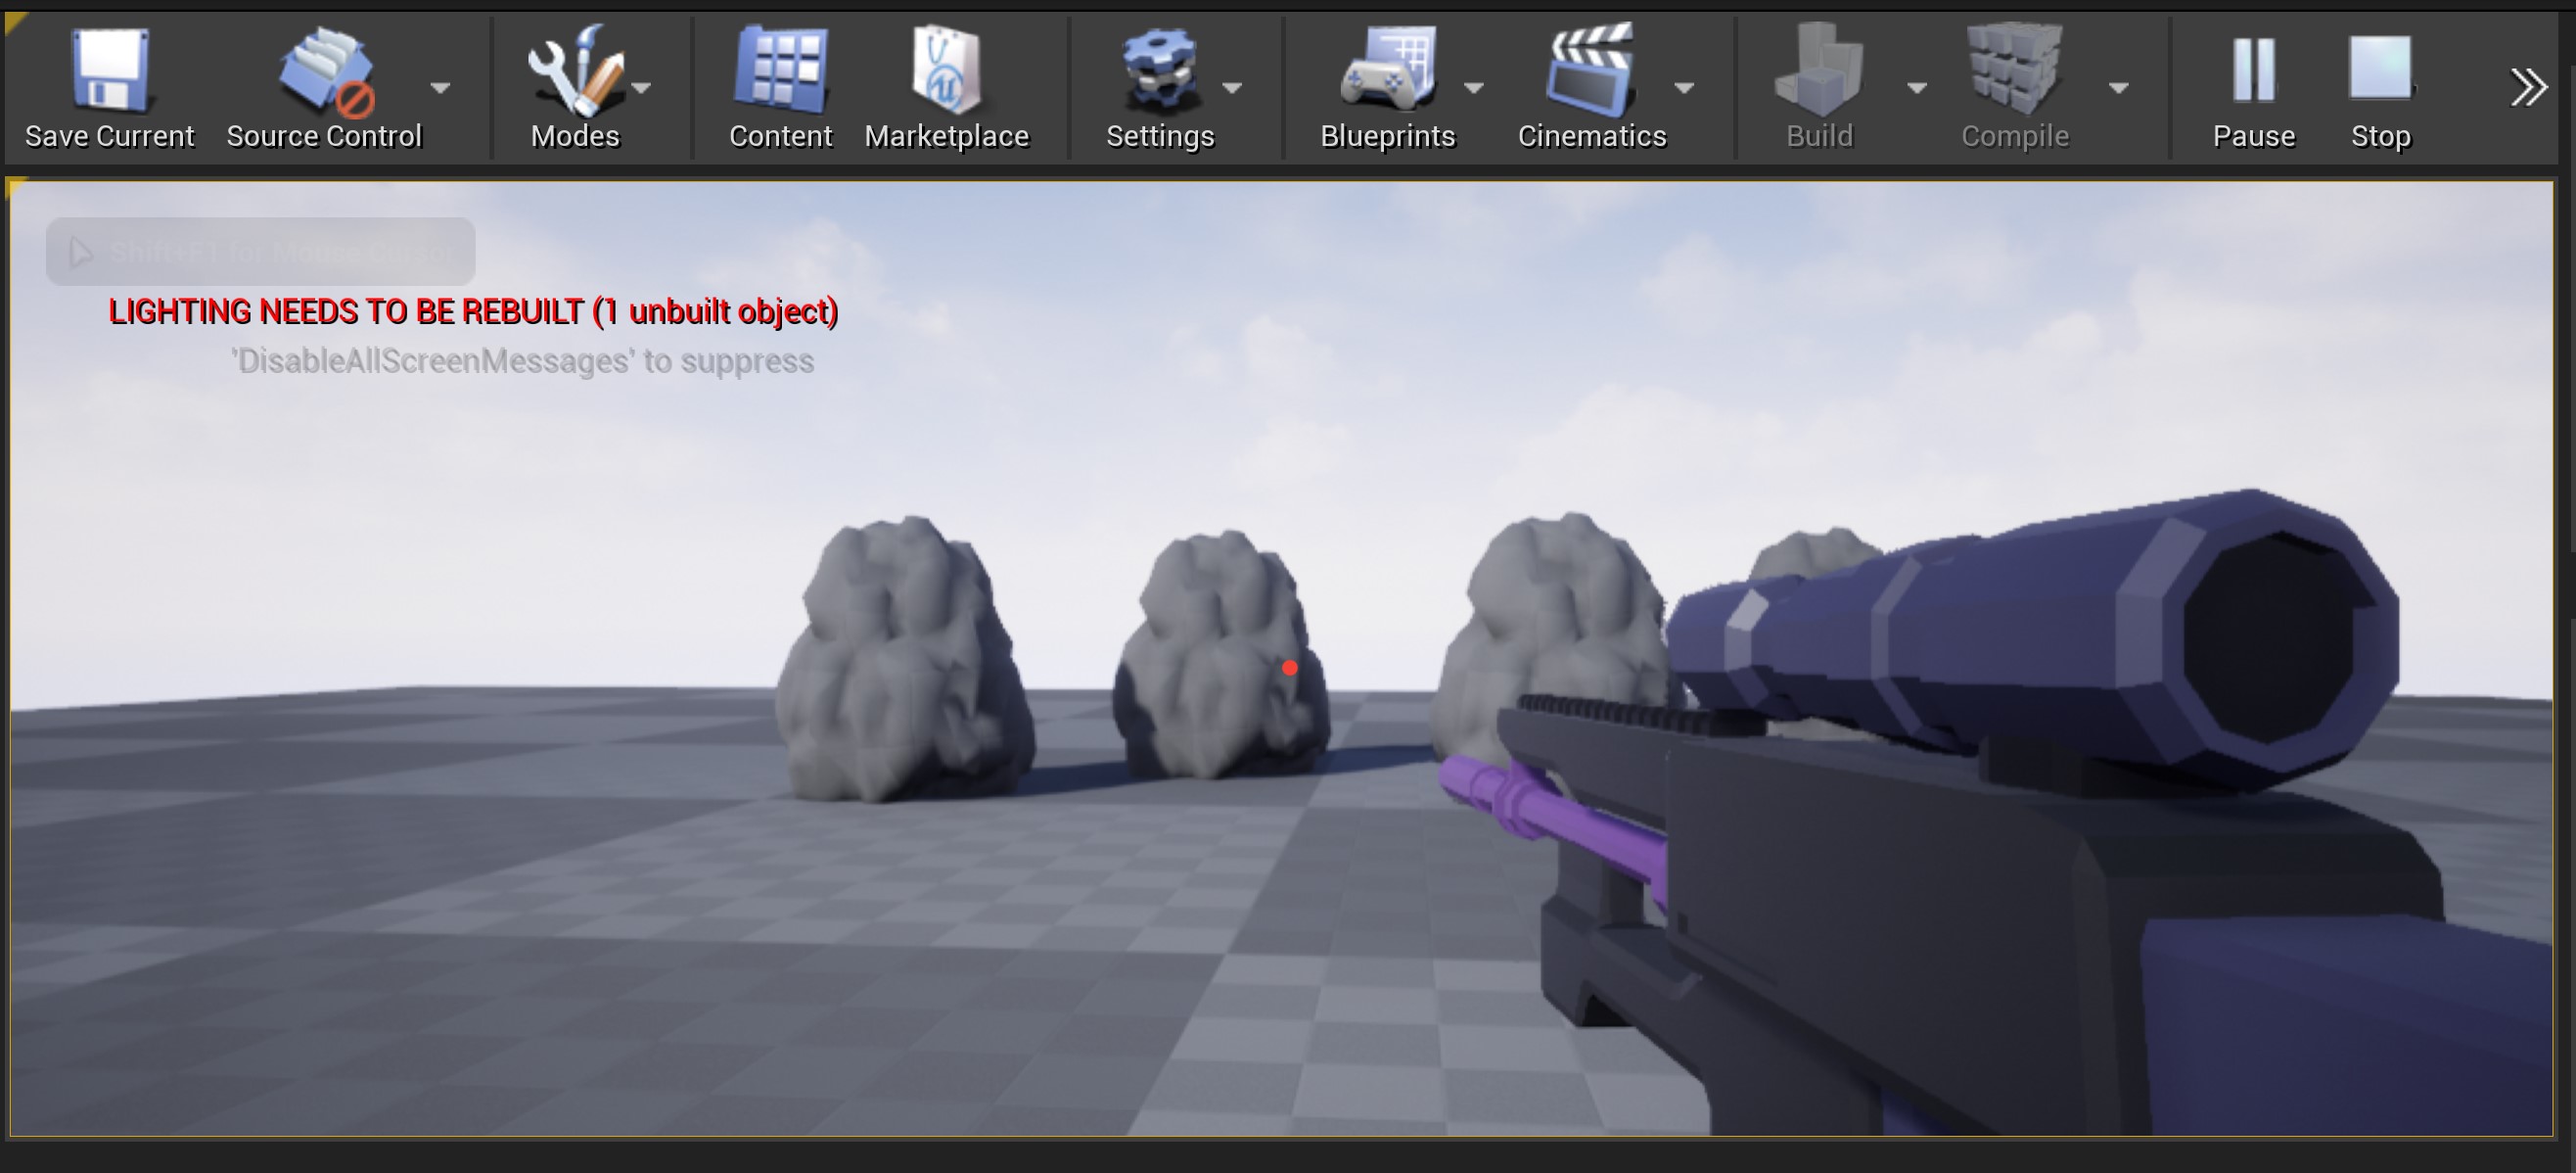 Save Current
Source Control
Modes
Content
Marketplace
Settings
Blueprints
Cinematics
Build
Compile
Pause
Stop
Shift+F1 for Mouse Cursor
LIGHTING NEEDS TO BE REBUILT (1 unbuilt object)
'DisableAllScreenMessages' to suppress